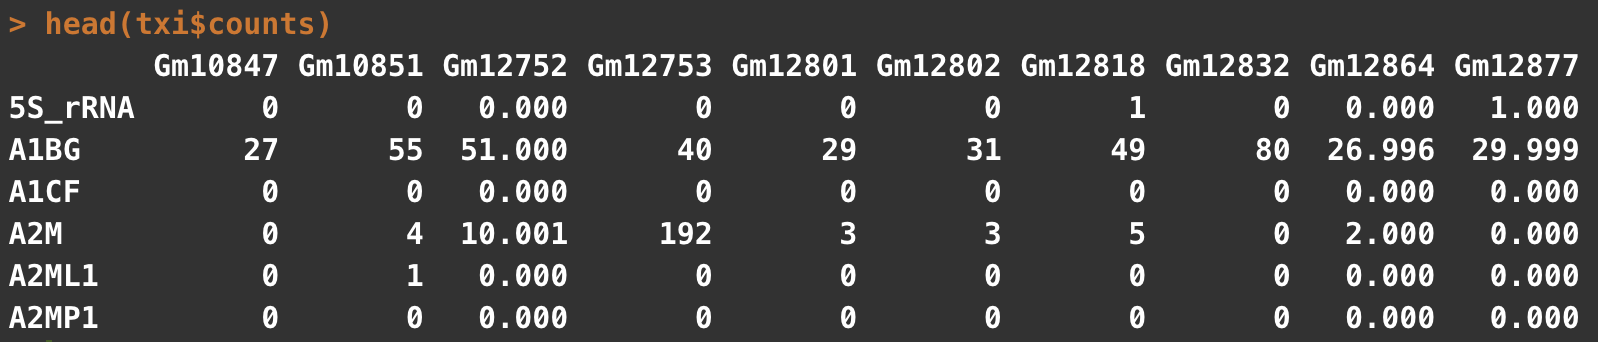 > head(txi$counts)
Gm10847 Gm10851 Gm12752 Gm12753 Gm12801 Gm12802 Gm12818 Gm12832 Gm12864 Gm12877
5S_rRNA 0 0 0.000 0 0 0 1 0 0.000 1.000
A1BG 27 55 51.000 40 29 31 49 80 26.996 29.999
A1CF 0 0 0.000 0 0 0 0 0 0.000 0.000
A2M 0 4 10.001 192 3 3 5 0 2.000 0.000
A2ML1 0 1 0.000 0 0 0 0 0 0.000 0.000
A2MP1 0 0 0.000 0 0 0 0 0 0.000 0.000